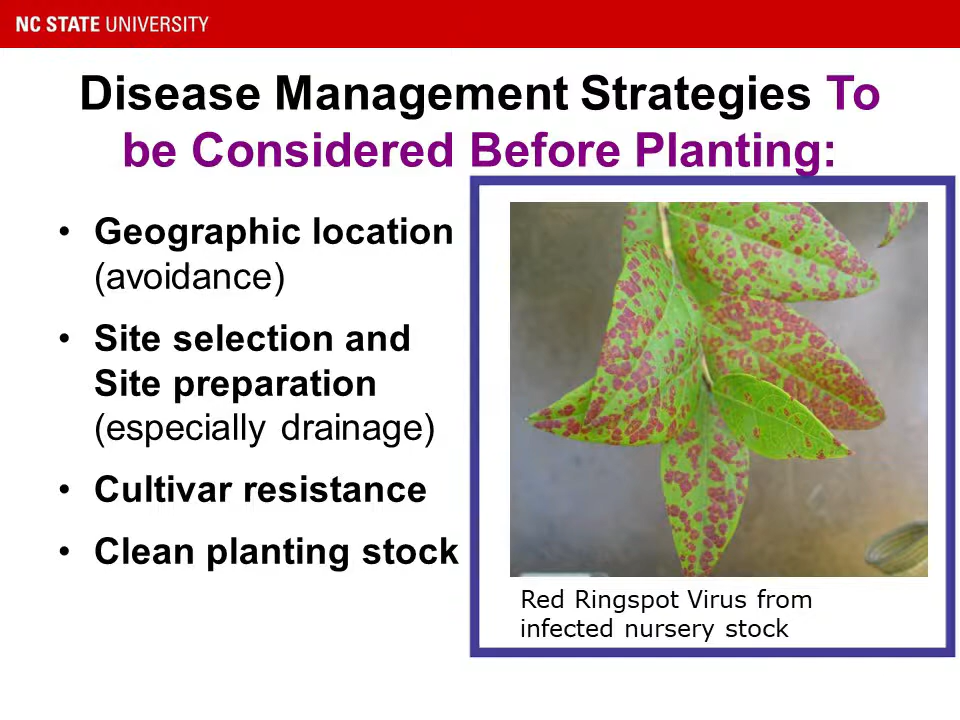 NC STATE UNIVERSITY
Disease Management Strategies To
be Considered Before Planting:
• Geographic location
(avoidance)
• Site selection and
Site preparation
(especially drainage)
• Cultivar resistance
• Clean planting stock
Red Ringspot Virus from
infected nursery stock